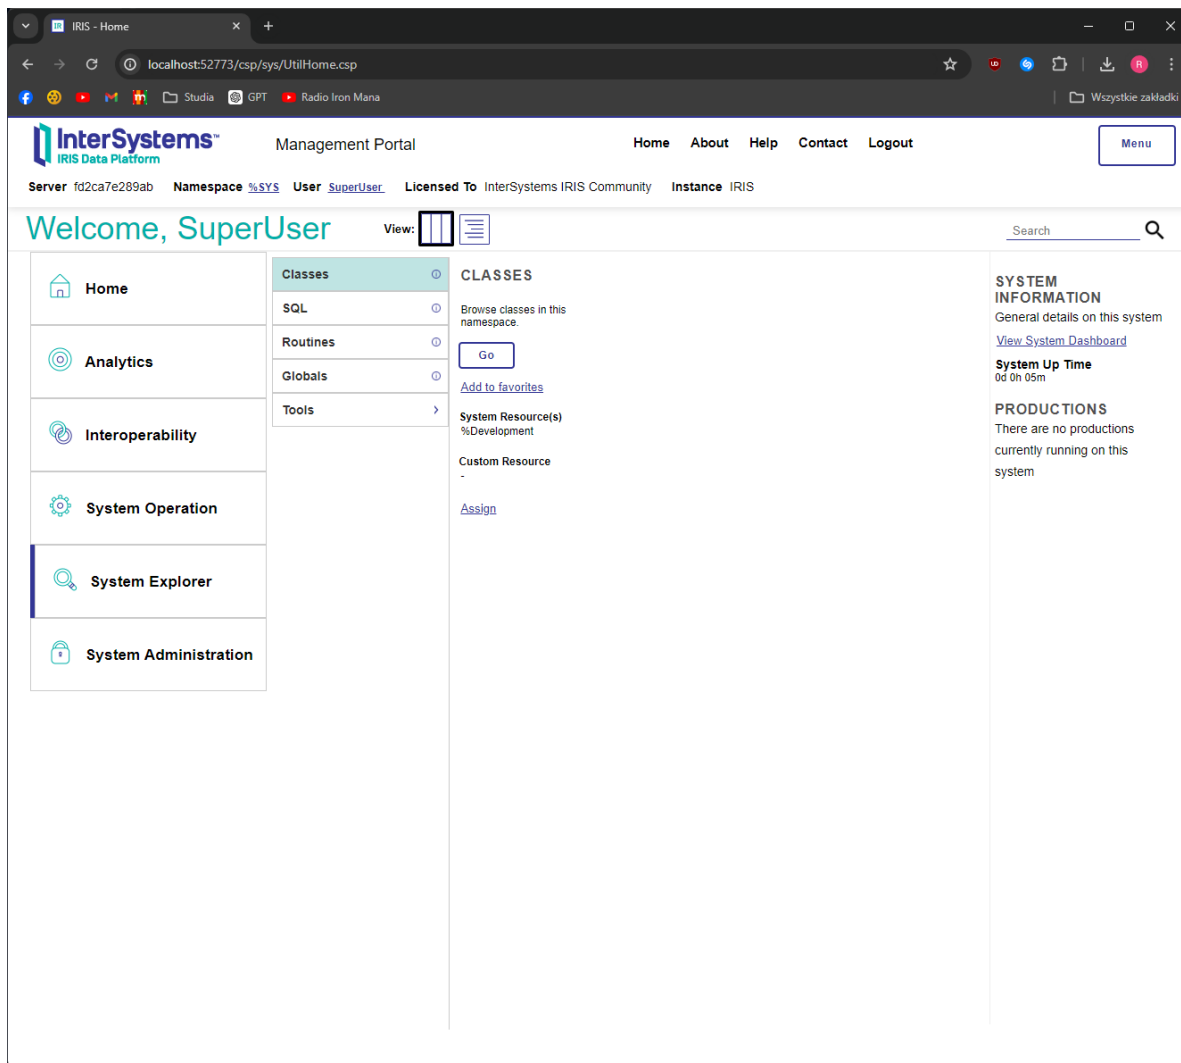 IRIS - Home
localhost:52773/csp/sys/UtilHome.csp
R
Studia GPT Radio Iron Mana Wszystkie zakładki
InterSystems™
IRIS Data Platform
Management Portal
Home About Help Contact Logout
Menu
Server fd2ca7e289ab Namespace %SYS User SuperUser Licensed To InterSystems IRIS Community Instance IRIS
Welcome, SuperUser
View:
Search
Home
Analytics
Interoperability
System Operation
System Explorer
System Administration
Classes
SQL
Routines
Globals
Tools
CLASSES
Browse classes in this
namespace.
Go
Add to favorites
System Resource(s)
%Development
Custom Resource
-
Assign
SYSTEM
INFORMATION
General details on this system
View System Dashboard
System Up Time
0d 0h 05m
PRODUCTIONS
There are no productions
currently running on this
system